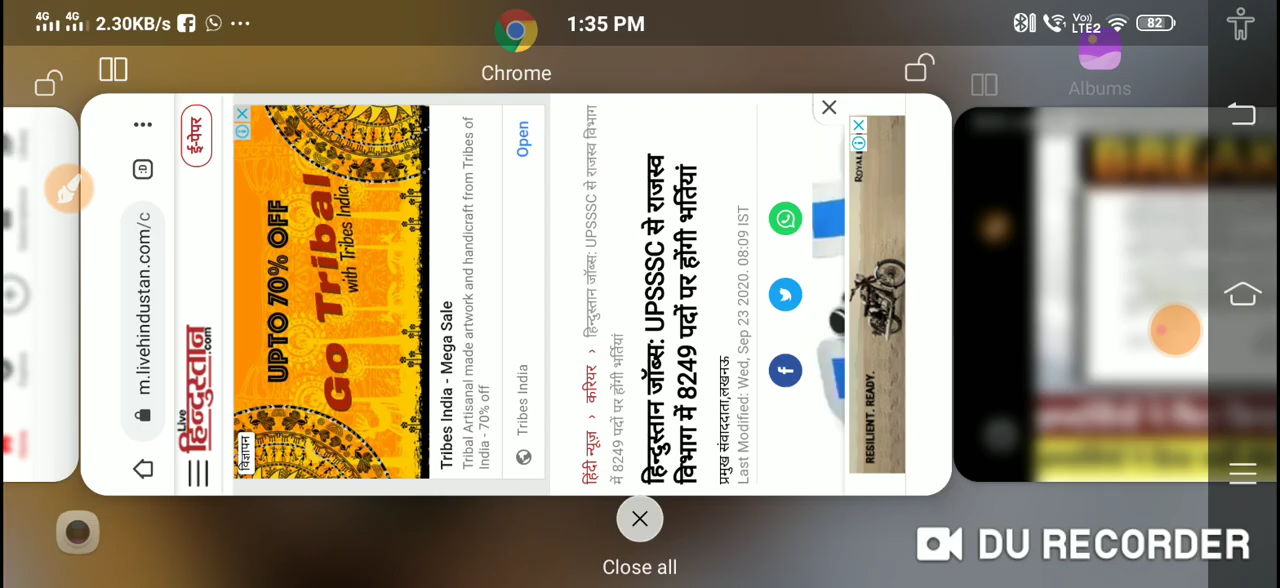 4G 4G 2.30KB/s
1:35 PM
Vo))
LTE2
82
Chrome
Albums
m.livehindustan.com/c
:D
Live
हिन्दुस्तान
.com
ई-पेपर
विज्ञापन
UPTO 70% OFF
Go Tribal
with Tribes India
Tribes India - Mega Sale
Tribal Artisanal made artwork and handicraft from Tribes of
India - 70% off
Tribes India
Open
हिंदी न्यूज़ › करियर › हिन्दुस्तान जॉब्स: UPSSSC से राजस्व विभाग
में 8249 पदों पर होंगी भर्तियां
हिन्दुस्तान जॉब्स: UPSSSC से राजस्व
विभाग में 8249 पदों पर होंगी भर्तियां
प्रमुख संवाददाता,लखनऊ
Last Modified: Wed, Sep 23 2020. 08:09 IST
RESILIENT. READY.
BREAK
Close all
DU RECORDER